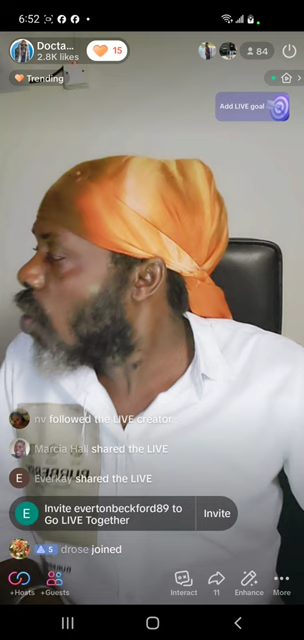 6:52
Docta...
2.8K likes
15
84
Trending
Add LIVE goal
nv followed the LIVE creator
Marcia Hall shared the LIVE
E
Everkay shared the LIVE
E
Invite evertonbeckford89 to
Go LIVE Together
Invite
5
drose joined
+Hosts
+Guests
Interact
11
Enhance
More